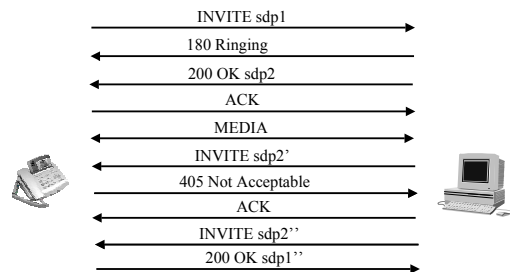 INVITE sdp1
180 Ringing
200 OK sdp2
ACK
MEDIA
INVITE sdp2'
405 Not Acceptable
ACK
INVITE sdp2''
200 OK sdp1''